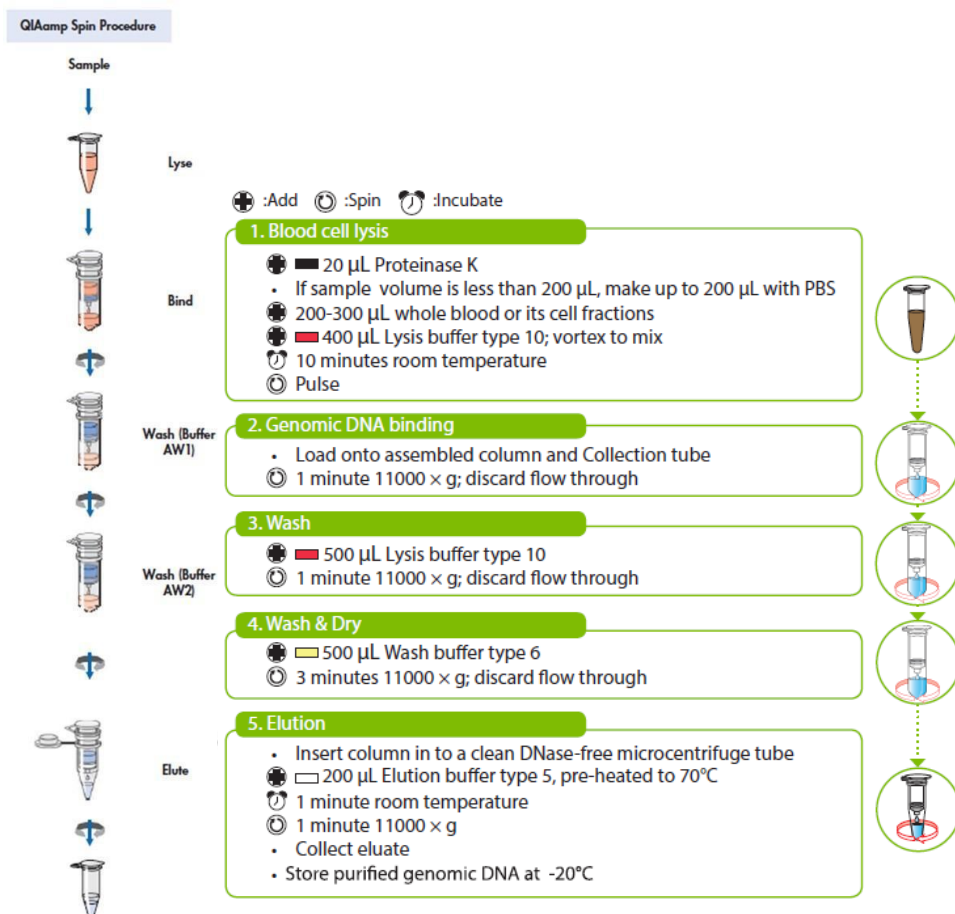 QIAamp Spin Procedure
Sample
Lyse
Bind
Wash (Buffer
AW1)
Wash (Buffer
AW2)
Elute
:Add :Spin :Incubate
1. Blood cell lysis
20 µL Proteinase K
• If sample volume is less than 200 µL, make up to 200 µL with PBS
200-300 µL whole blood or its cell fractions
400 µL Lysis buffer type 10; vortex to mix
10 minutes room temperature
Pulse
2. Genomic DNA binding
• Load onto assembled column and Collection tube
1 minute 11000 × g; discard flow through
3. Wash
500 µL Lysis buffer type 10
1 minute 11000 × g; discard flow through
4. Wash & Dry
500 µL Wash buffer type 6
3 minutes 11000 × g; discard flow through
5. Elution
• Insert column in to a clean DNase-free microcentrifuge tube
200 µL Elution buffer type 5, pre-heated to 70°C
1 minute room temperature
1 minute 11000 × g
• Collect eluate
• Store purified genomic DNA at -20°C